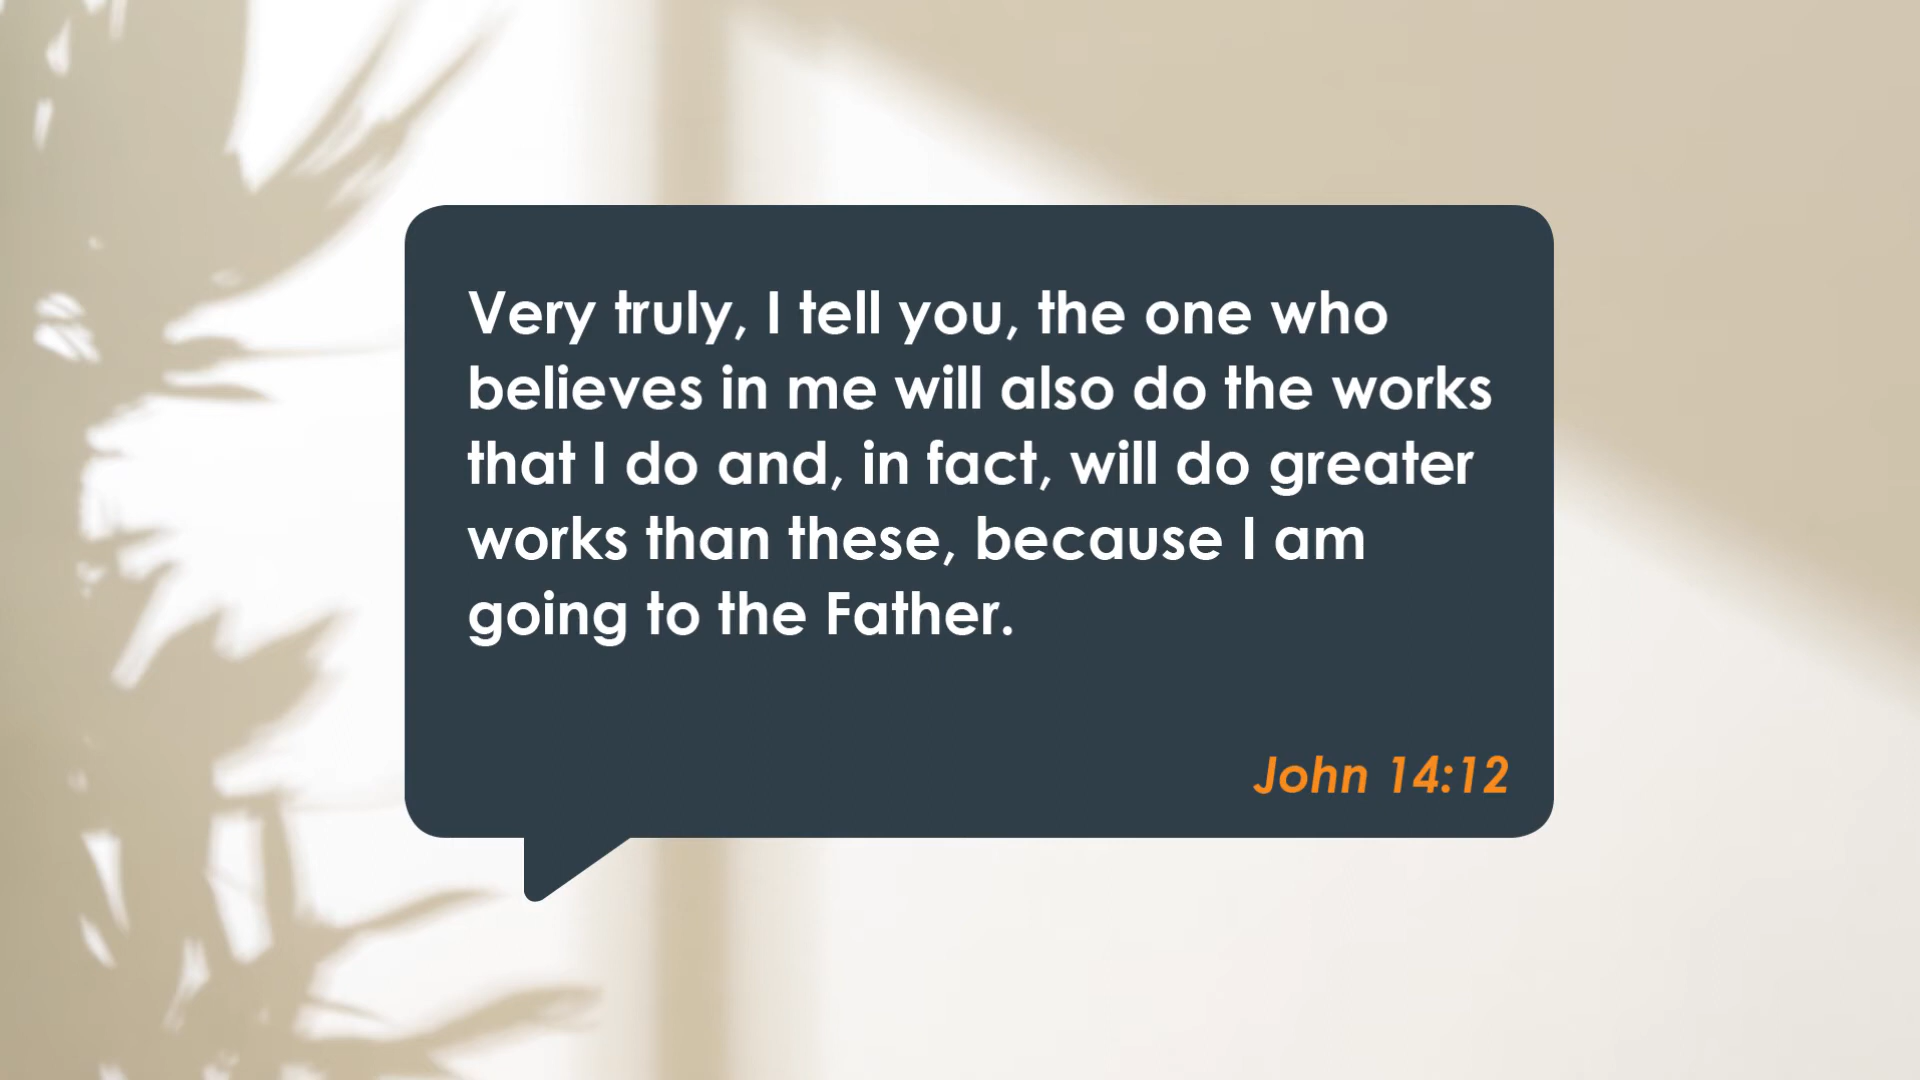 Very truly, I tell you, the one who
believes in me will also do the works
that I do and, in fact, will do greater
works than these, because I am
going to the Father.
John 14:12